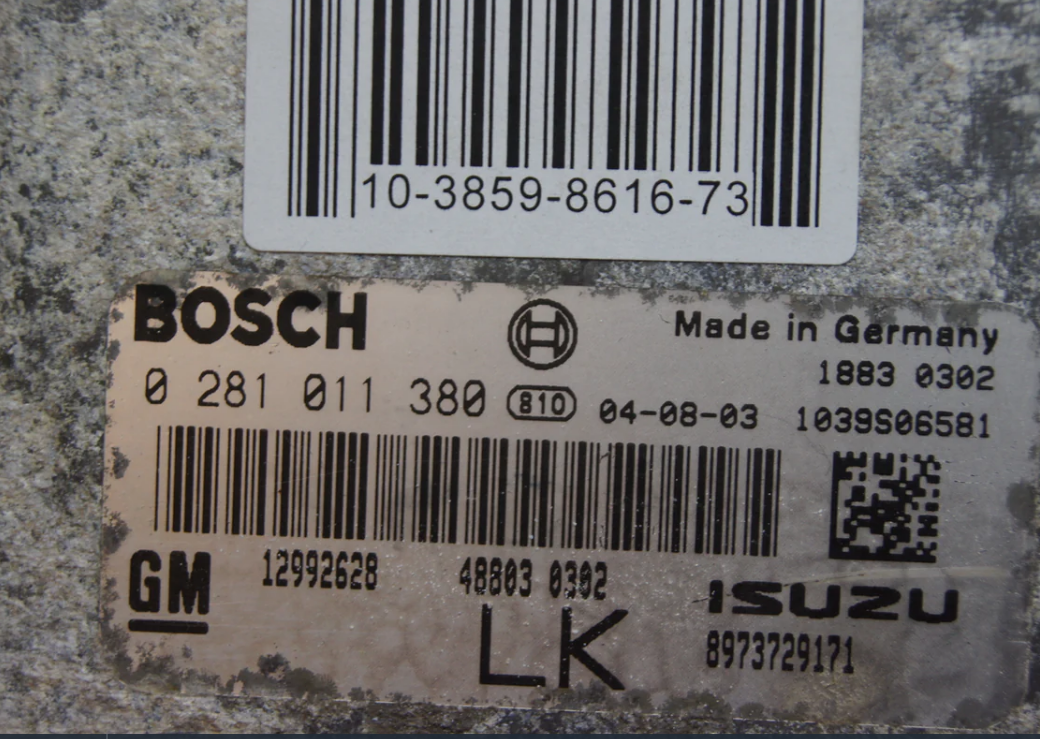 10-3859-8616-73
BOSCH
Made in Germany
1883 0302
0 281 011 380 810 04-08-03 1039S06581
GM 12992628 48803 0302 ISUZU
LK 8973729171